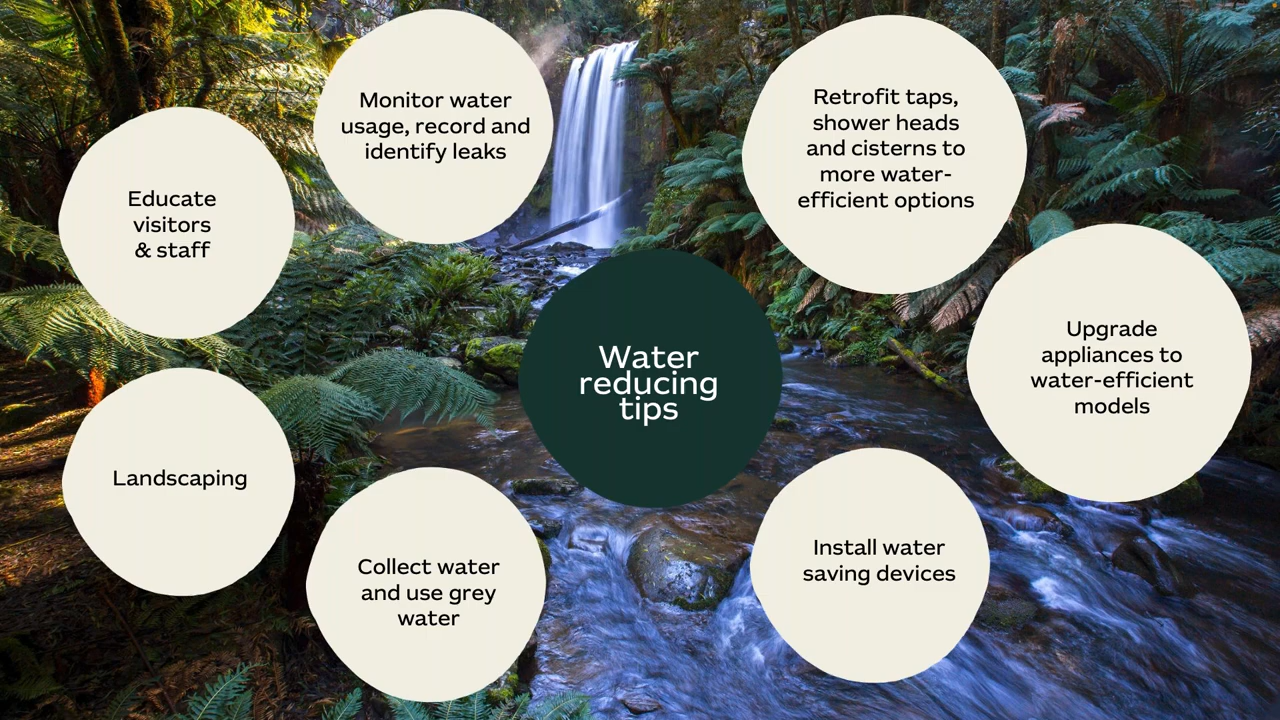 Monitor water
usage, record and
identify leaks
Retrofit taps,
shower heads
and cisterns to
more water-
efficient options
Educate
visitors
& staff
Upgrade
appliances to
water-efficient
models
Water
reducing
tips
Landscaping
Collect water
and use grey
water
Install water
saving devices